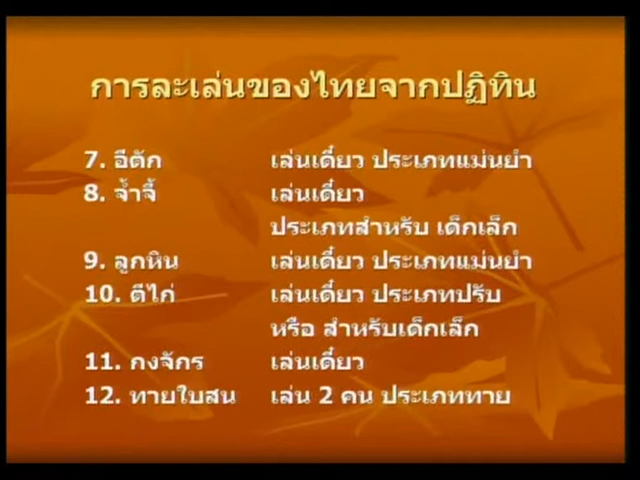 การละเล่นของไทยจากปฏิทิน
7. อีตัก เล่นเดี๋ยว ประเภทแม่นยำ
8. จ้ำจี้ เล่นเดี๋ยว
ประเภทสำหรับ เด็กเล็ก
9. ลูกหิน เล่นเดี๋ยว ประเภทแม่นยำ
10. ตีไก่ เล่นเดี๋ยว ประเภทปรับ
หรือ สำหรับเด็กเล็ก
11. กงจักร เล่นเดี๋ยว
12. ทายใบสน เล่น 2 คน ประเภททาย